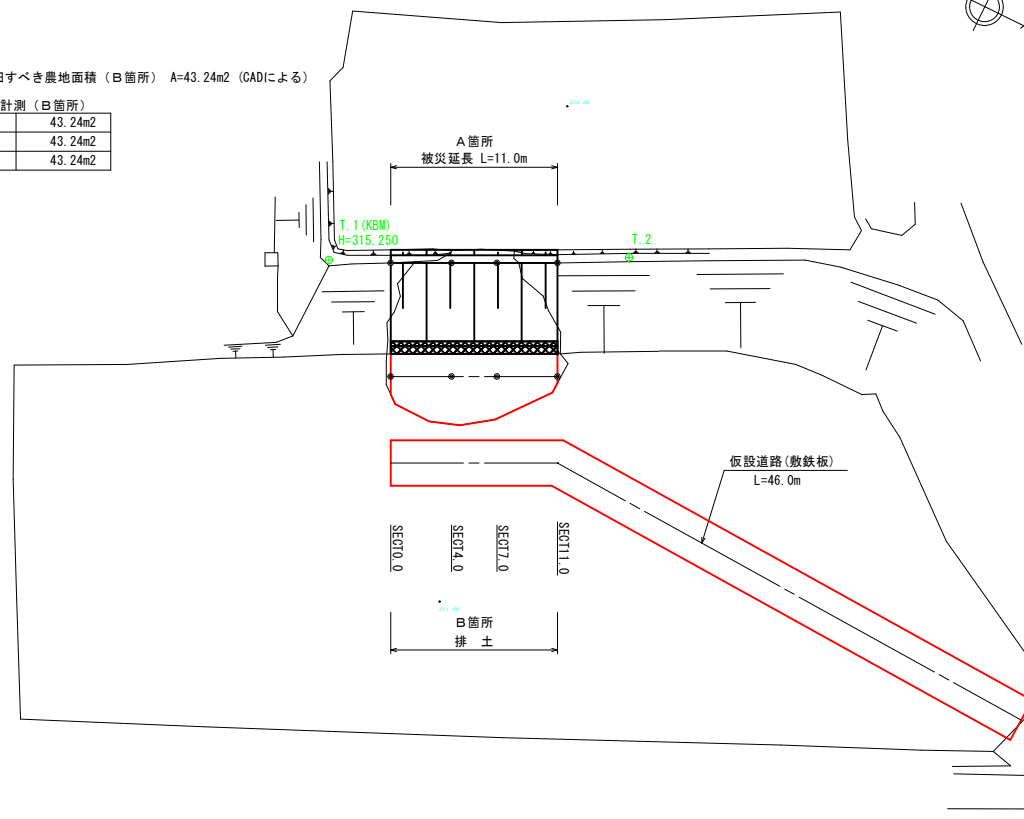 旧すべき農地面積（Ｂ箇所） A=43.24m2 (CADによる)
計測（Ｂ箇所）
43.24m2
43.24m2
43.24m2
Ａ箇所
被災延長 L=11.0m
T.1(KBM)
H=315.250
T.2
仮設道路(敷鉄板)
L=46.0m
SECT0.0
SECT4.0
SECT7.0
SECT11.0
Ｂ箇所
排 土